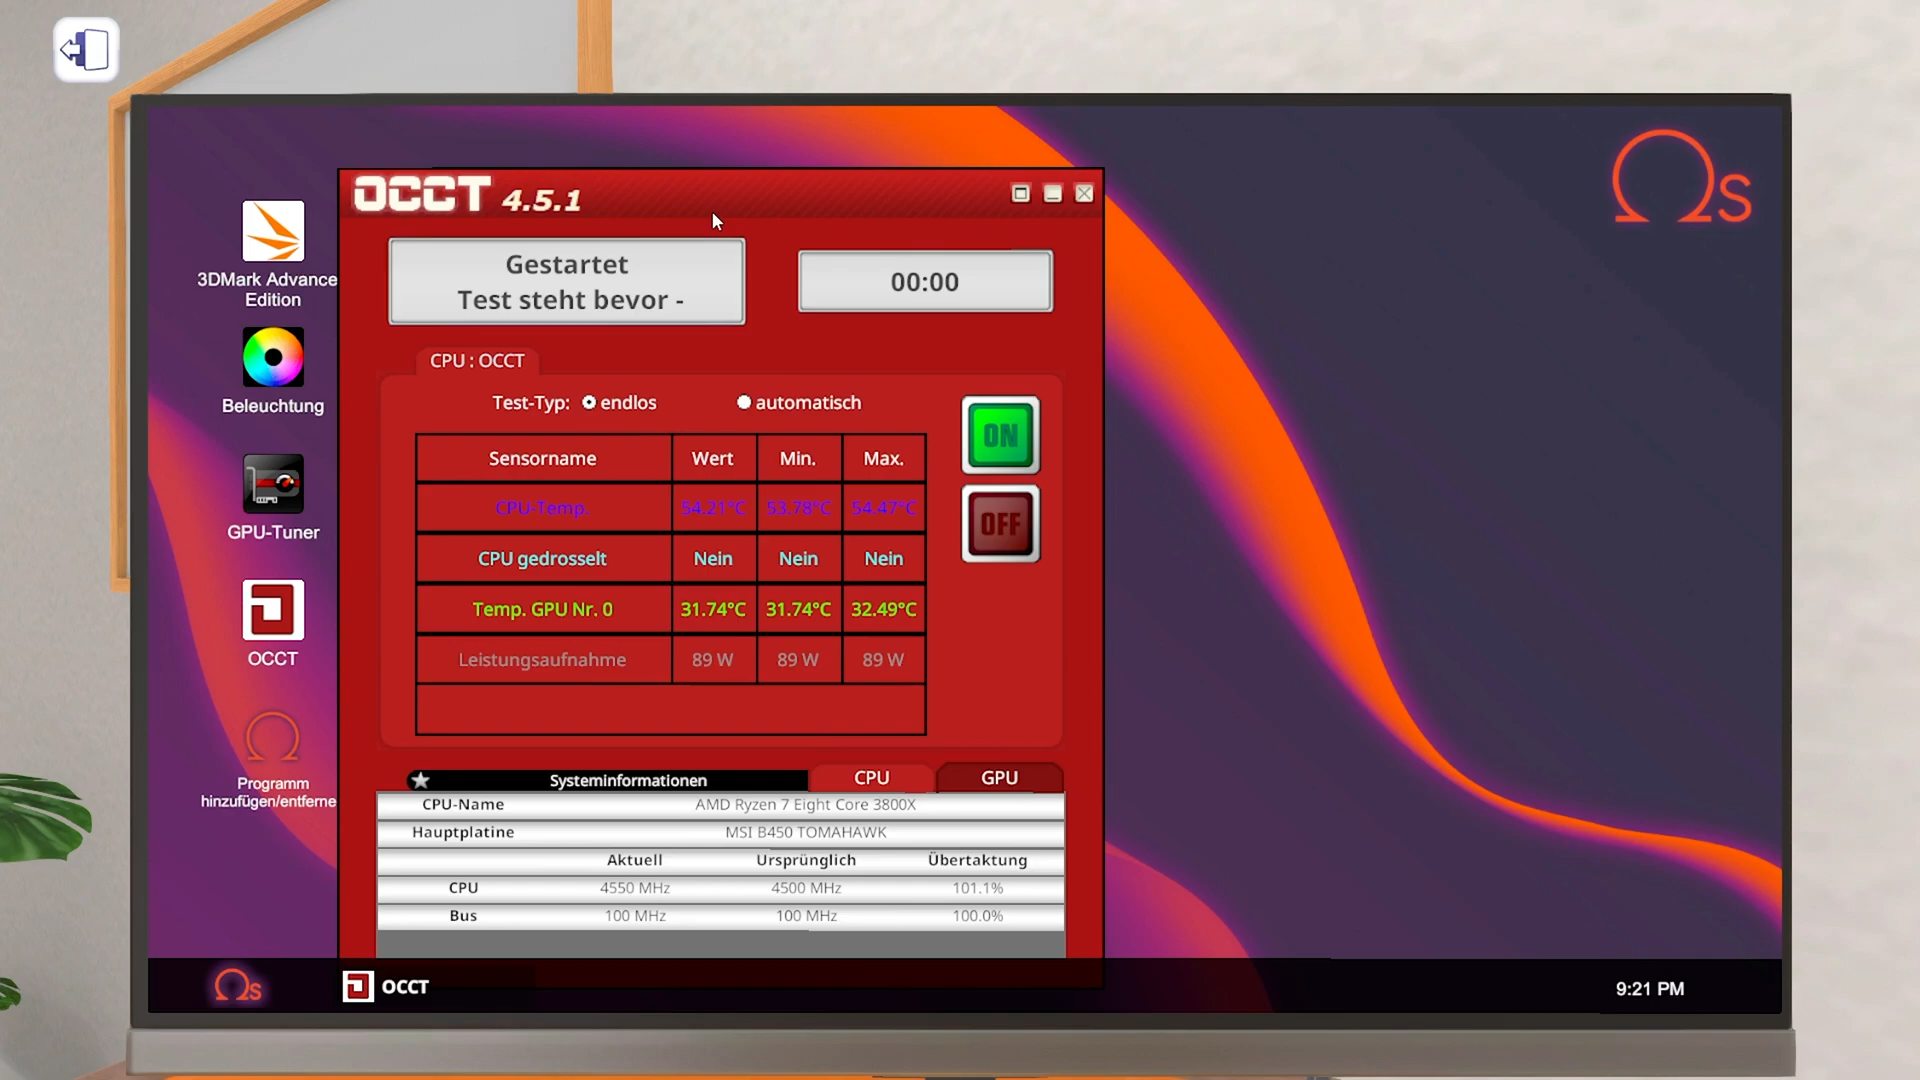 OCCT 4.5.1
Gestartet
Test steht bevor -
00:00
CPU : OCCT
Test-Typ: endlos automatisch
ON
OFF
Sensorname Wert Min. Max.
CPU-Temp. 54.21°C 53.78°C 54.47°C
CPU gedrosselt Nein Nein Nein
Temp. GPU Nr. 0 31.74°C 31.74°C 32.49°C
Leistungsaufnahme 89 W 89 W 89 W
Systeminformationen CPU GPU
CPU-Name AMD Ryzen 7 Eight Core 3800X
Hauptplatine MSI B450 TOMAHAWK
Aktuell Ursprünglich Übertaktung
CPU 4550 MHz 4500 MHz 101.1%
Bus 100 MHz 100 MHz 100.0%
3DMark Advance
Edition
Beleuchtung
GPU-Tuner
OCCT
Programm
hinzufügen/entferne
Ωs
Ωs
OCCT
9:21 PM